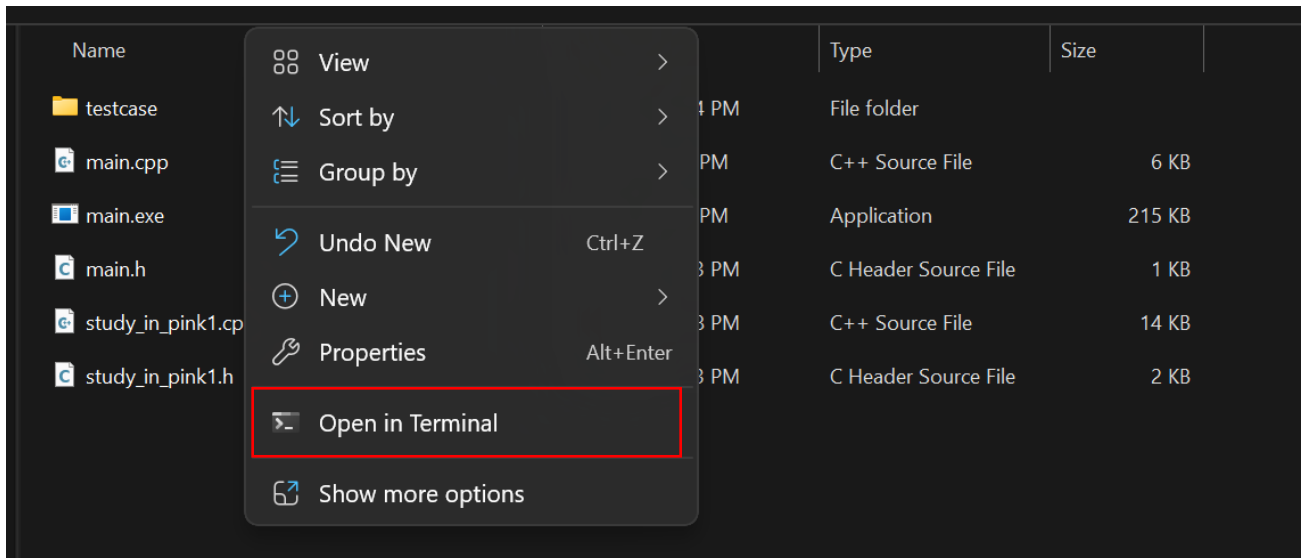 Name
Type
Size
View
Sort by
Group by
Undo New Ctrl+Z
New
Properties Alt+Enter
Open in Terminal
Show more options
testcase
4 PM
File folder
main.cpp
PM
C++ Source File
6 KB
main.exe
PM
Application
215 KB
main.h
3 PM
C Header Source File
1 KB
study_in_pink1.cp
3 PM
C++ Source File
14 KB
study_in_pink1.h
3 PM
C Header Source File
2 KB